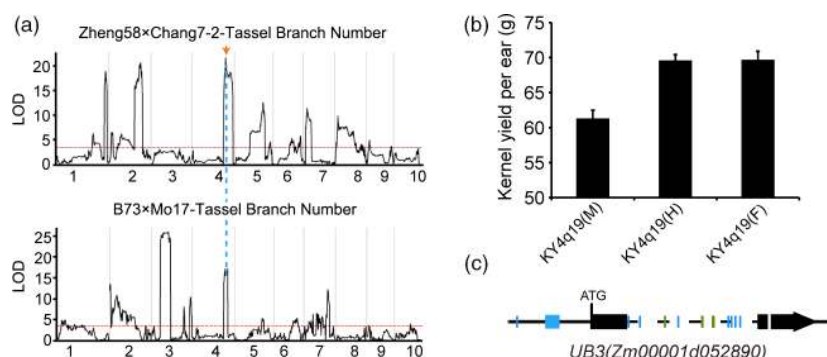 (a)
Zheng58×Chang7-2-Tassel Branch Number
LOD
20
15
10
5
0
1 2 3 4 5 6 7 8 9 10
B73×Mo17-Tassel Branch Number
LOD
25
20
15
10
5
0
1 2 3 4 5 6 7 8 9 10
(b)
Kernel yield per ear (g)
75
70
65
60
55
50
KY4q19(M) KY4q19(H) KY4q19(F)
(c)
ATG
UB3(Zm00001d052890)